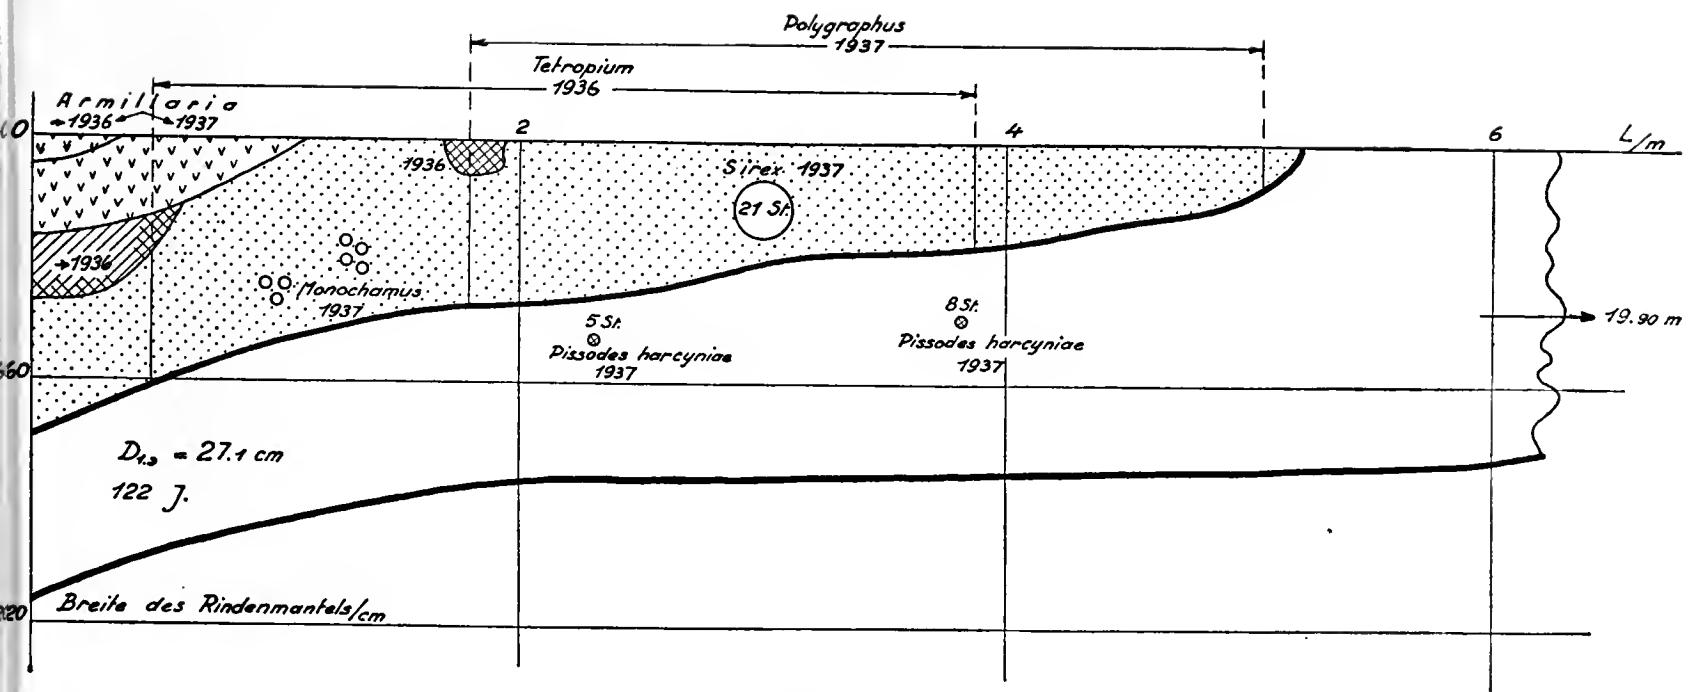 Polygraphus
1937
Tetropium
1936
Armillaria
→1936 1937
0 2 4 6 L/m
1936
Sirex 1937
21 St.
→1936
Monochamus
1937
5 St.
Pissodes harcyniae
1937
8 St.
Pissodes harcyniae
1937
19.90 m
60
D₁.₃ = 27.1 cm
122 J.
Breite des Rindenmantels/cm
20